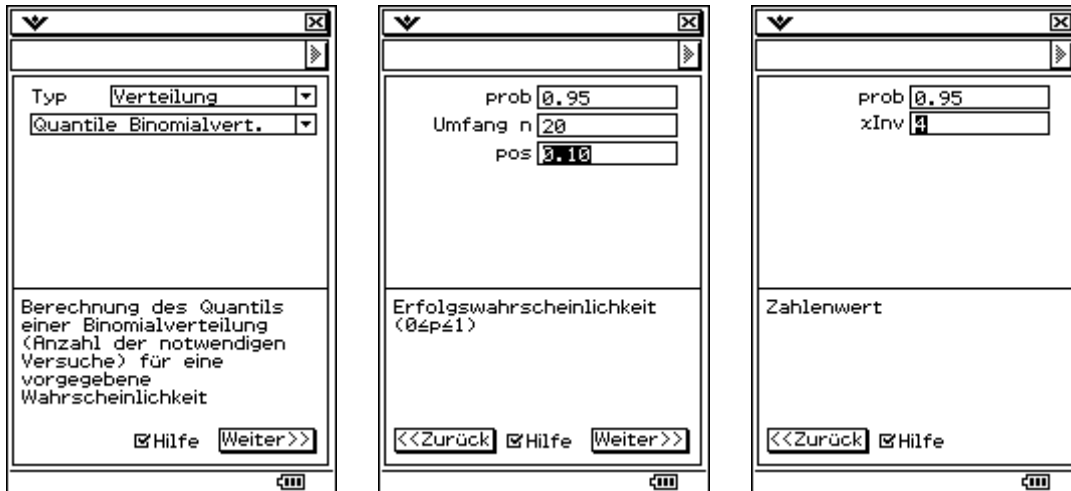 Typ Verteilung
Quantile Binomialvert.
Berechnung des Quantils
einer Binomialverteilung
(Anzahl der notwendigen
Versuche) für eine
vorgegebene
Wahrscheinlichkeit
Hilfe Weiter>>
prob 0.95
Umfang n 20
pos 0.10
Erfolgswahrscheinlichkeit
(0≤p≤1)
<<Zurück Hilfe Weiter>>
prob 0.95
xInv 4
Zahlenwert
<<Zurück Hilfe